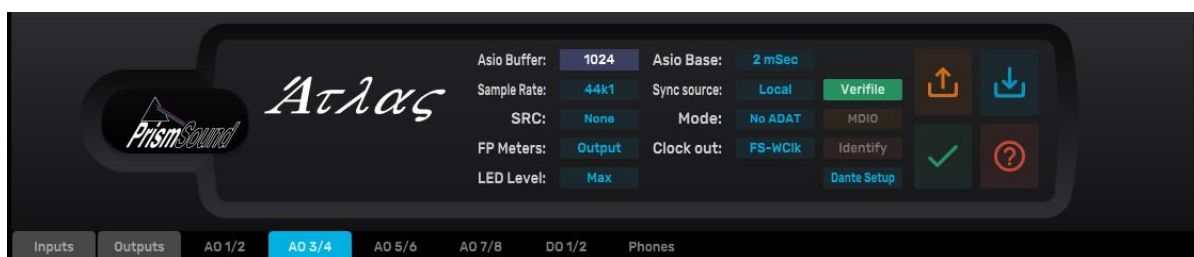 Asio Buffer: 1024 Asio Base: 2 mSec
Άτλας
Sample Rate: 44k1 Sync source: Local Verifile
PrismSound
SRC: None Mode: No ADAT MDIO
FP Meters: Output Clock out: FS-WClk Identify
LED Level: Max Dante Setup
Inputs Outputs AO 1/2 AO 3/4 AO 5/6 AO 7/8 DO 1/2 Phones